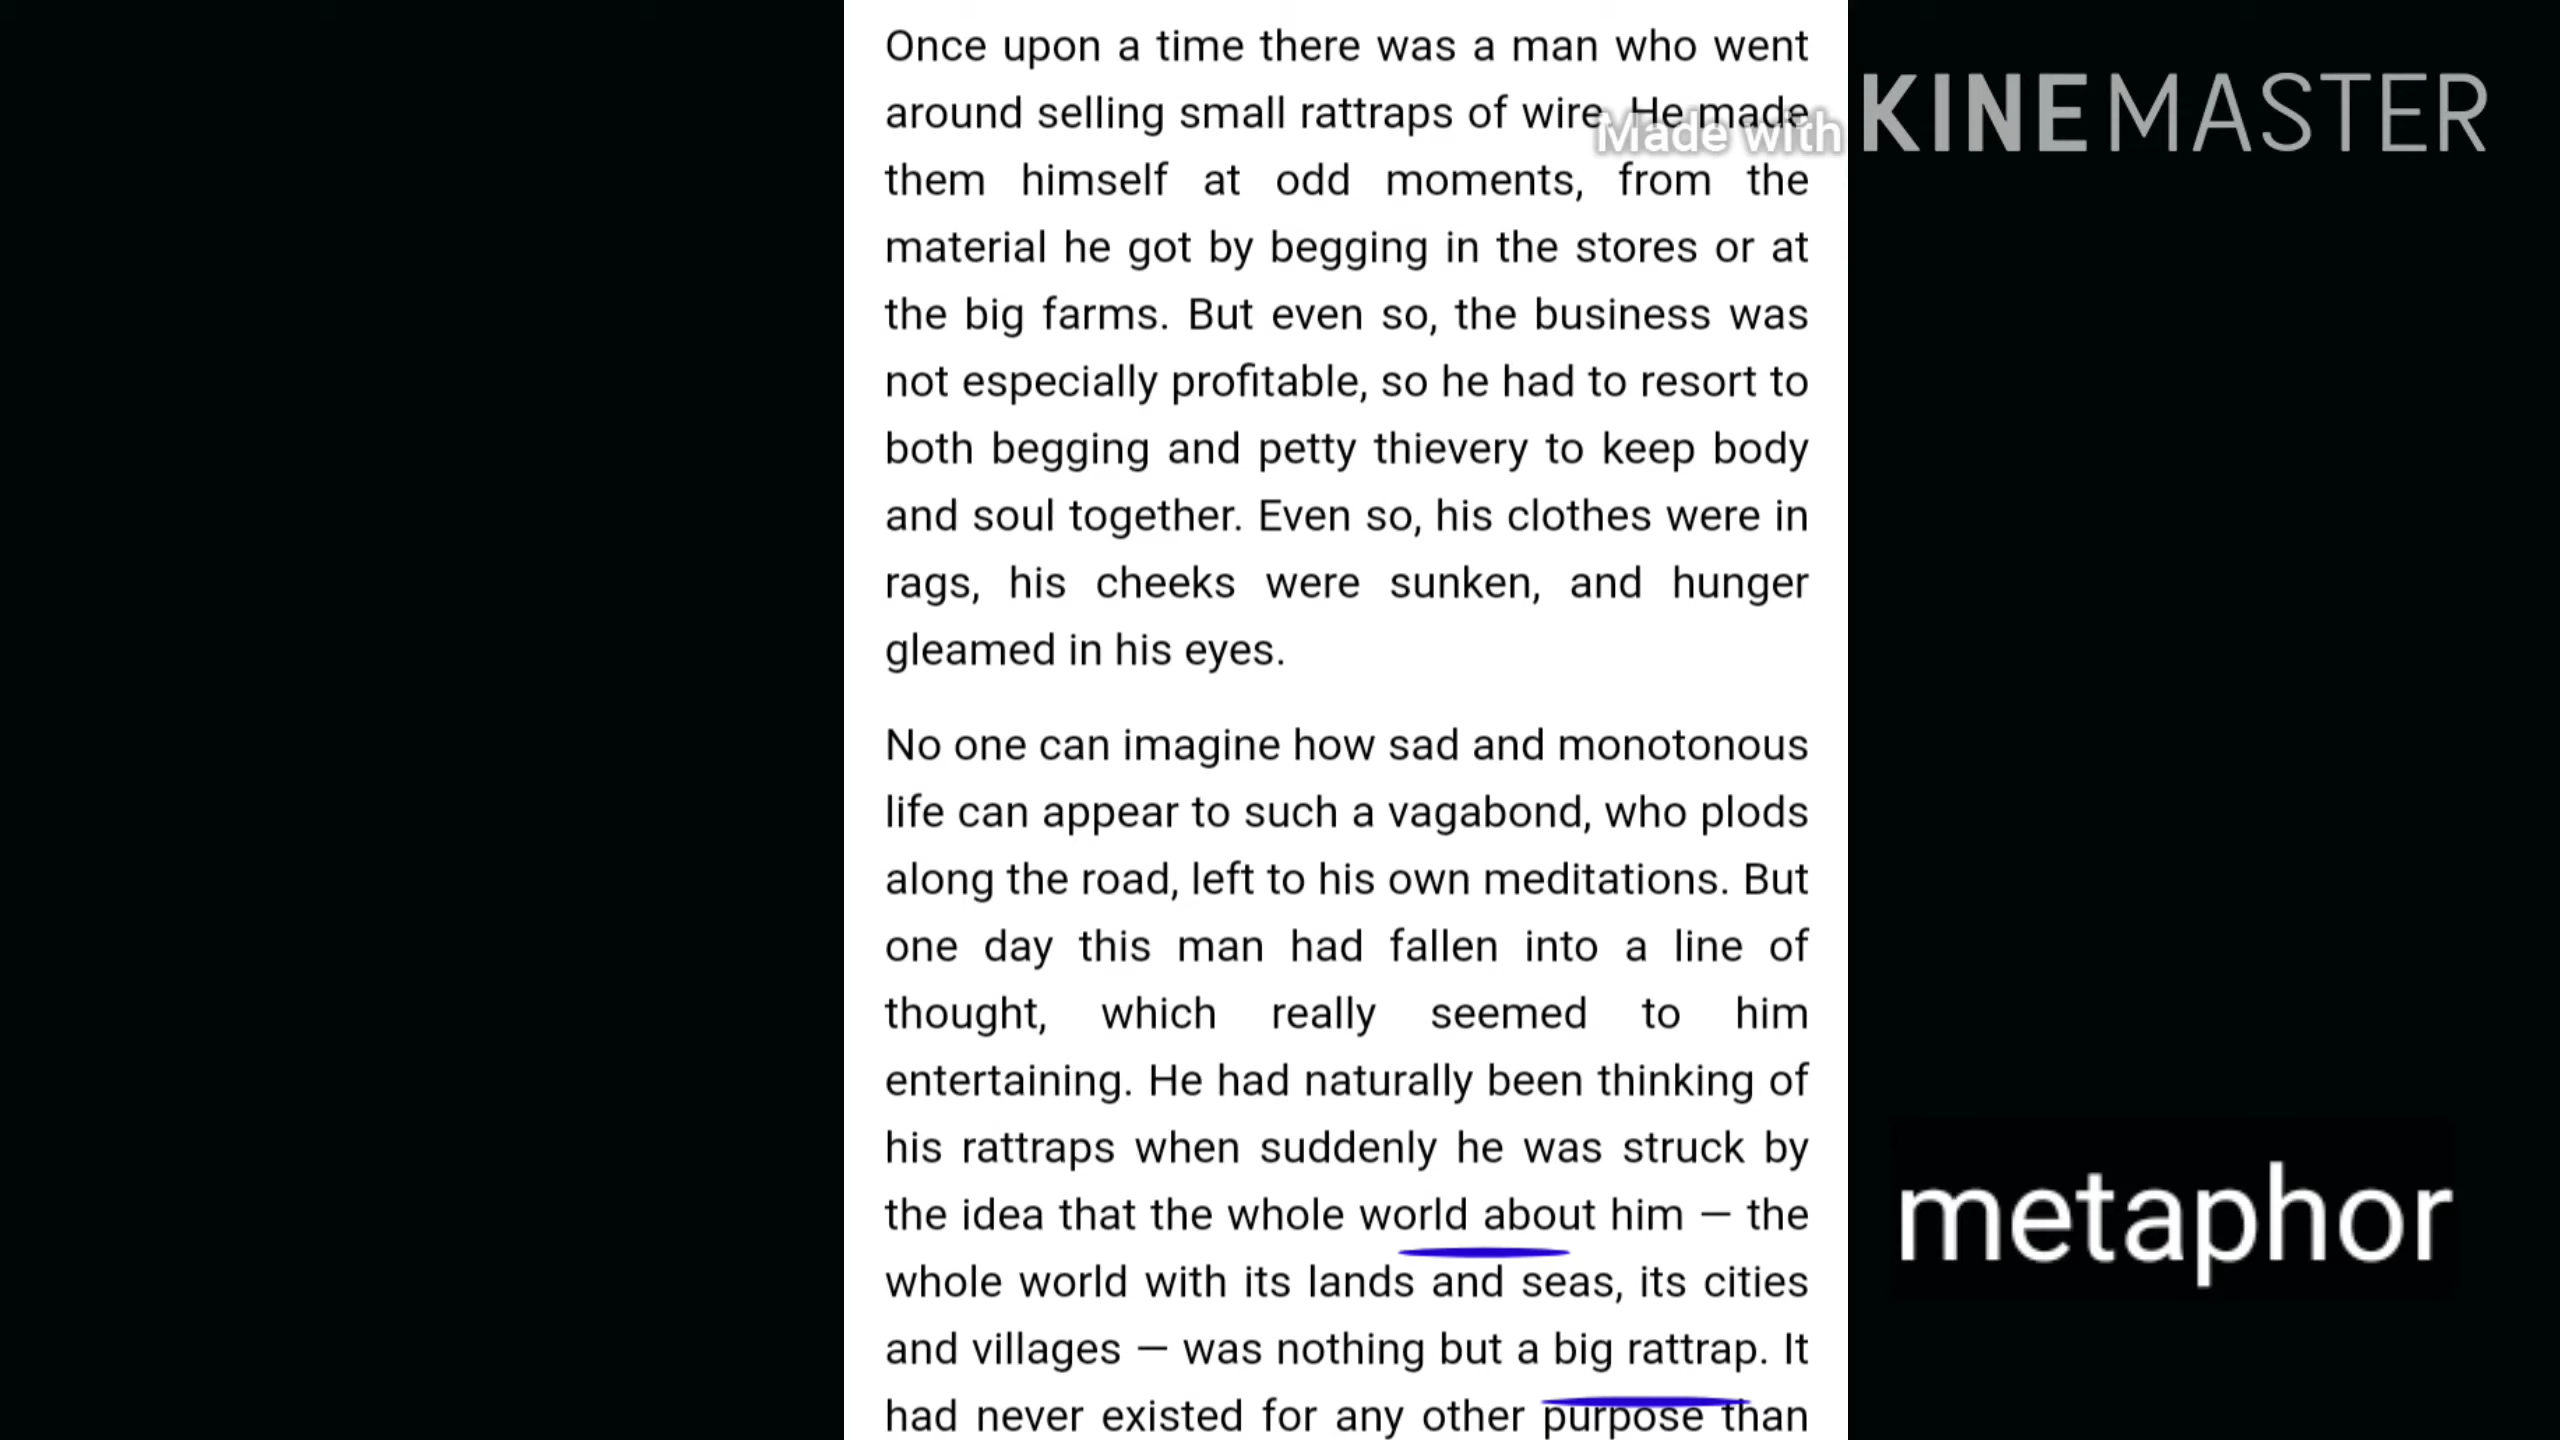 Once upon a time there was a man who went
around selling small rattraps of wire. He made
Made with KINEMASTER
them himself at odd moments, from the
material he got by begging in the stores or at
the big farms. But even so, the business was
not especially profitable, so he had to resort to
both begging and petty thievery to keep body
and soul together. Even so, his clothes were in
rags, his cheeks were sunken, and hunger
gleamed in his eyes.
No one can imagine how sad and monotonous
life can appear to such a vagabond, who plods
along the road, left to his own meditations. But
one day this man had fallen into a line of
thought, which really seemed to him
entertaining. He had naturally been thinking of
his rattraps when suddenly he was struck by
the idea that the whole world about him — the
whole world with its lands and seas, its cities
and villages — was nothing but a big rattrap. It
had never existed for any other purpose than
metaphor